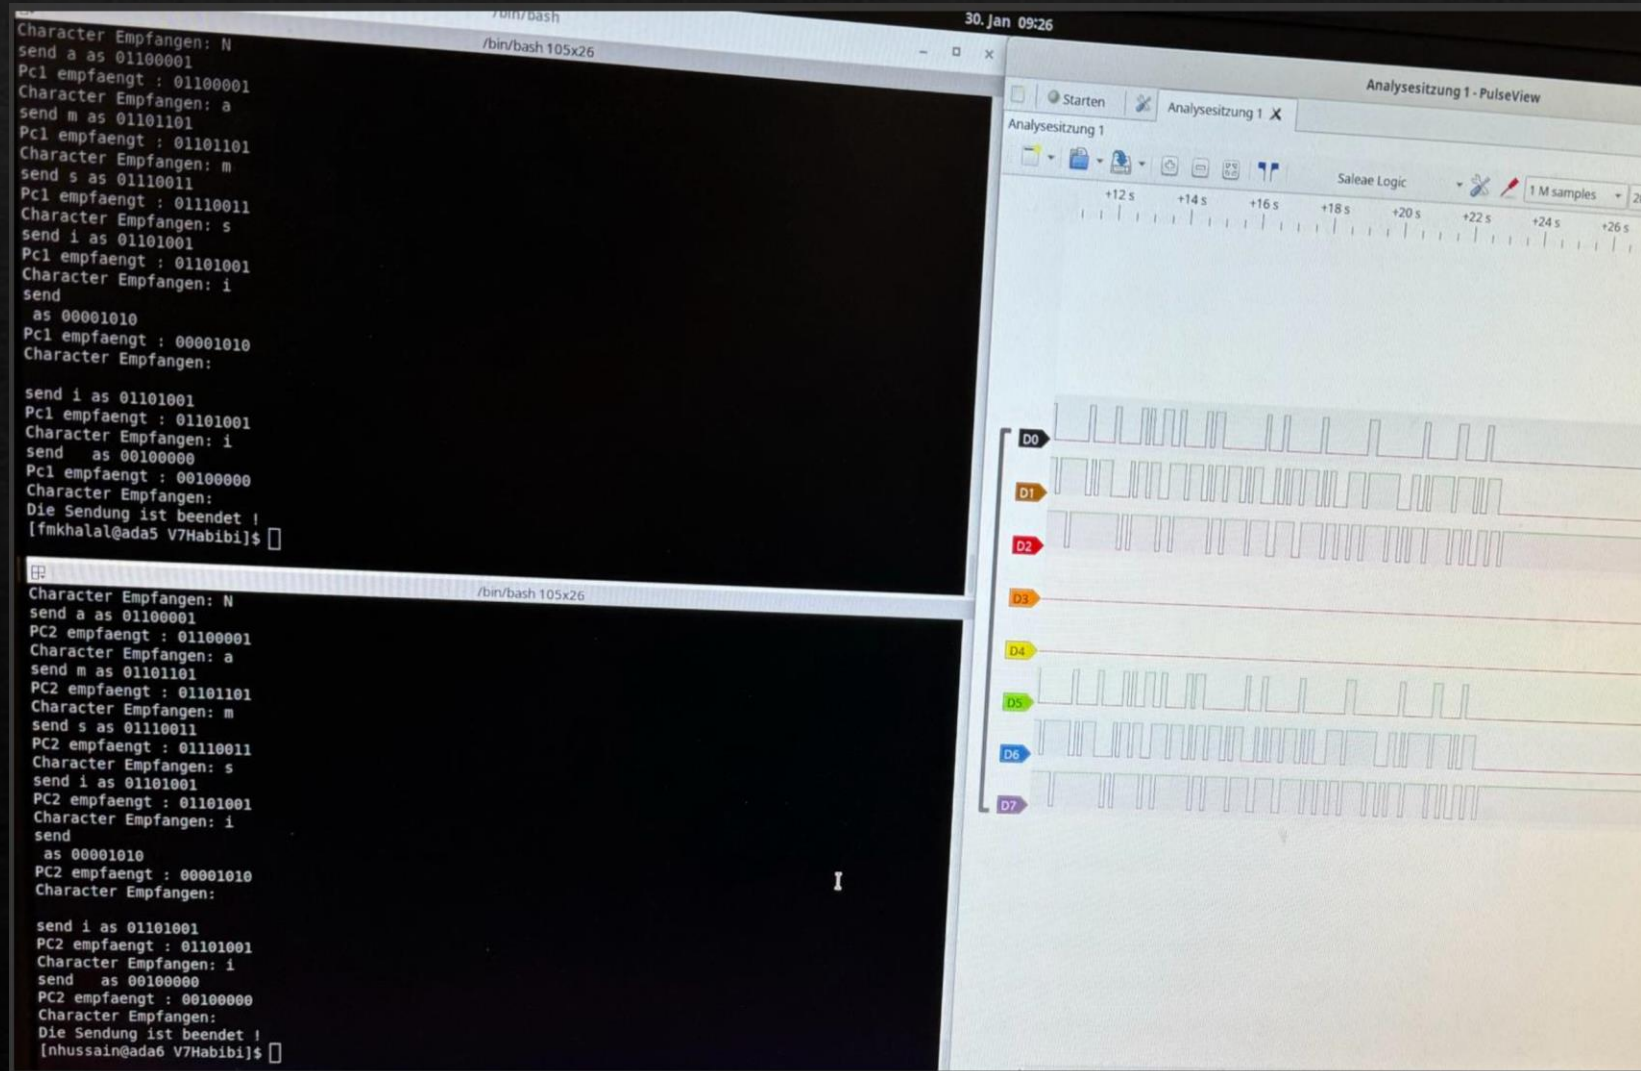 /bin/bash
30. Jan 09:26
/bin/bash 105x26
Character Empfangen: N
send a as 01100001
Pc1 empfaengt : 01100001
Character Empfangen: a
send m as 01101101
Pc1 empfaengt : 01101101
Character Empfangen: m
send s as 01110011
Pc1 empfaengt : 01110011
Character Empfangen: s
send i as 01101001
Pc1 empfaengt : 01101001
Character Empfangen: i
send
as 00001010
Pc1 empfaengt : 00001010
Character Empfangen:
send i as 01101001
Pc1 empfaengt : 01101001
Character Empfangen: i
send   as 00100000
Pc1 empfaengt : 00100000
Character Empfangen:
Die Sendung ist beendet !
[fmkhalal@ada5 V7Habibi]$
/bin/bash 105x26
Character Empfangen: N
send a as 01100001
PC2 empfaengt : 01100001
Character Empfangen: a
send m as 01101101
PC2 empfaengt : 01101101
Character Empfangen: m
send s as 01110011
PC2 empfaengt : 01110011
Character Empfangen: s
send i as 01101001
PC2 empfaengt : 01101001
Character Empfangen: i
send
as 00001010
PC2 empfaengt : 00001010
Character Empfangen:
send i as 01101001
PC2 empfaengt : 01101001
Character Empfangen: i
send   as 00100000
PC2 empfaengt : 00100000
Character Empfangen:
Die Sendung ist beendet !
[nhussain@ada6 V7Habibi]$
Analysesitzung 1 - PulseView
Starten Analysesitzung 1 X
Analysesitzung 1
Saleae Logic 1 M samples
+12 s +14 s +16 s +18 s +20 s +22 s +24 s +26 s
D0
D1
D2
D3
D4
D5
D6
D7